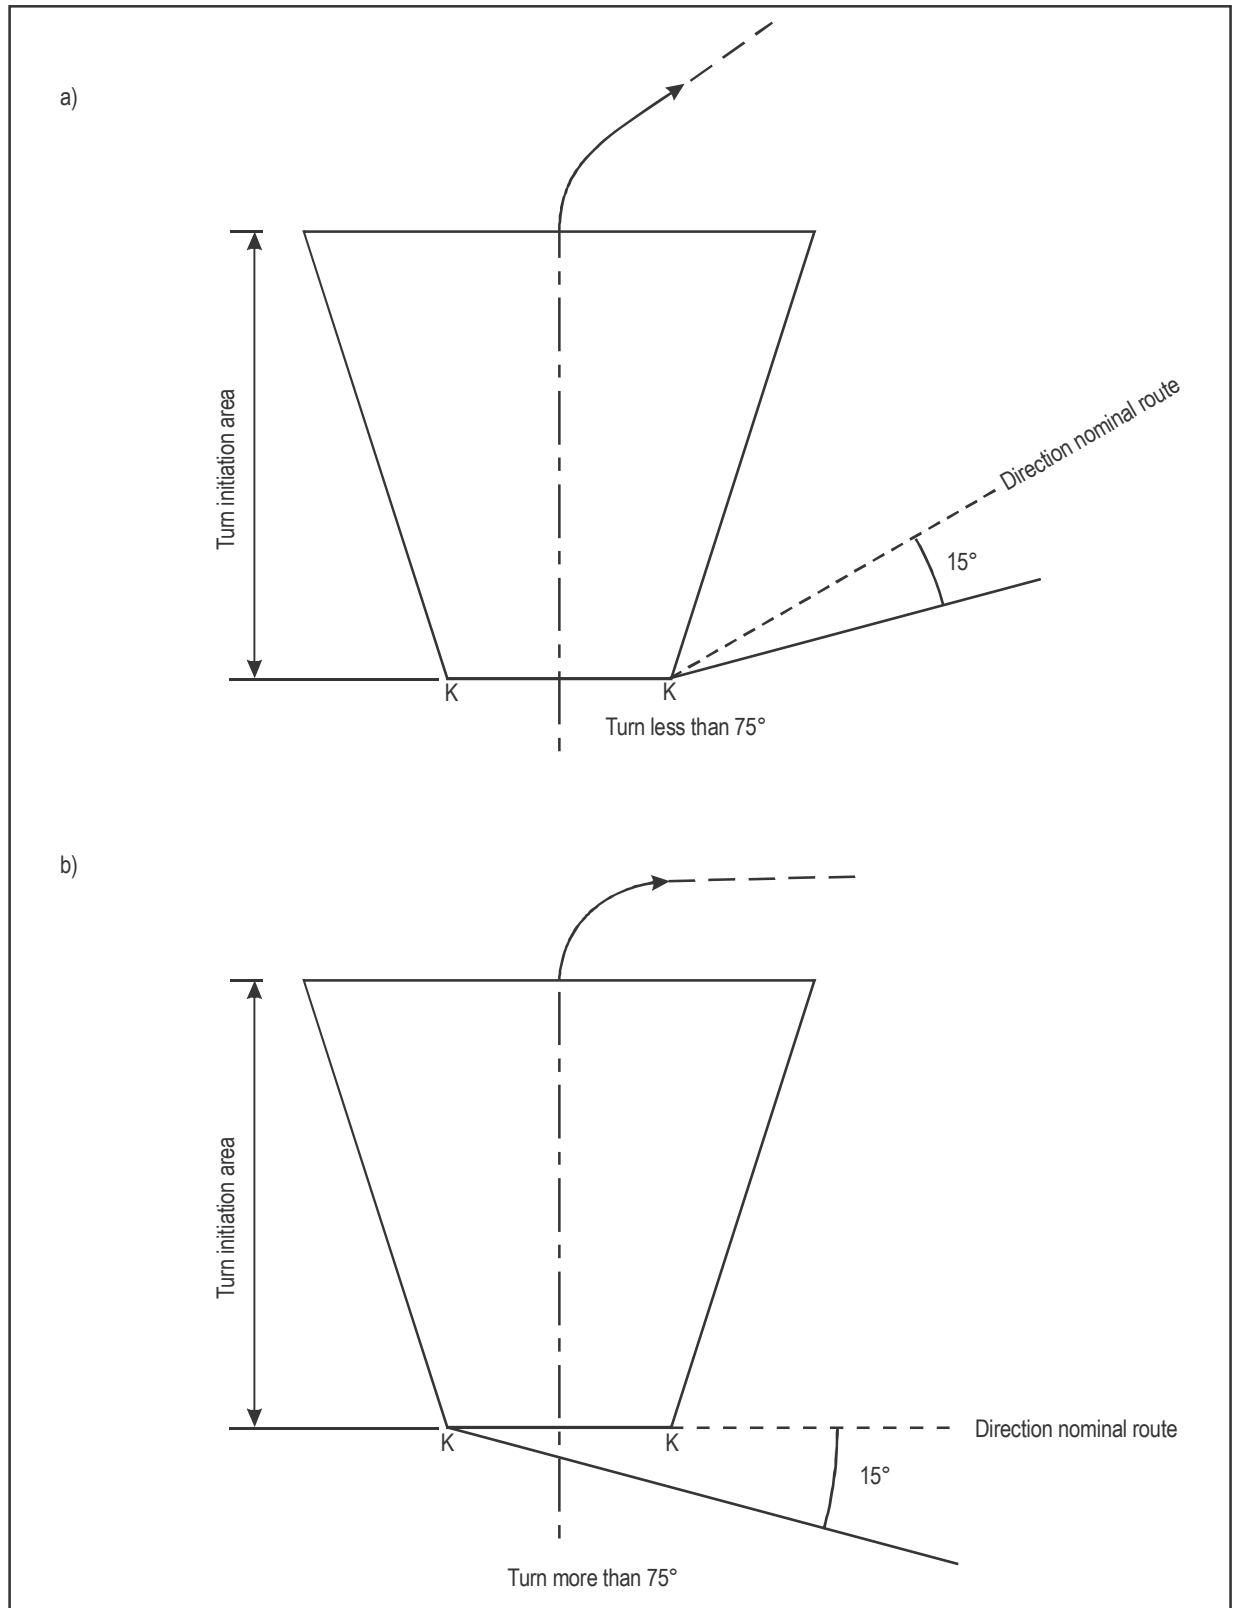 a)
Turn initiation area
Direction nominal route
15°
K
K
Turn less than 75°
b)
Turn initiation area
K
K
Direction nominal route
15°
Turn more than 75°